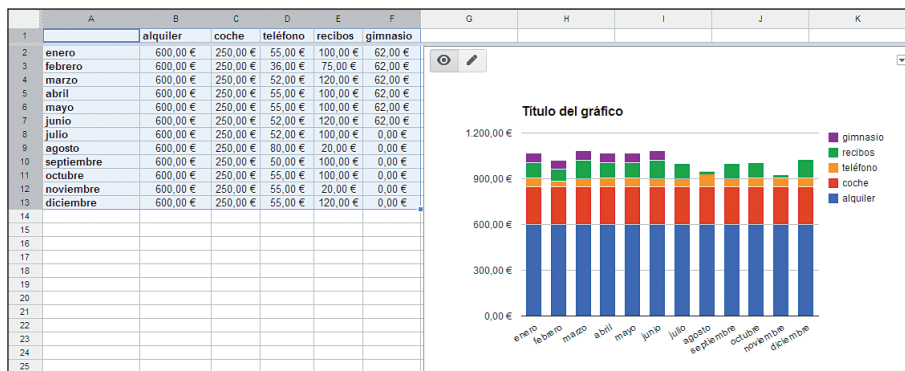 A B C D E F G H I J K
1 alquiler coche teléfono recibos gimnasio
2 enero 600,00 € 250,00 € 55,00 € 100,00 € 62,00 €
3 febrero 600,00 € 250,00 € 36,00 € 75,00 € 62,00 €
4 marzo 600,00 € 250,00 € 52,00 € 120,00 € 62,00 €
5 abril 600,00 € 250,00 € 55,00 € 100,00 € 62,00 €
6 mayo 600,00 € 250,00 € 55,00 € 100,00 € 62,00 €
7 junio 600,00 € 250,00 € 52,00 € 120,00 € 62,00 €
8 julio 600,00 € 250,00 € 52,00 € 100,00 € 0,00 €
9 agosto 600,00 € 250,00 € 80,00 € 20,00 € 0,00 €
10 septiembre 600,00 € 250,00 € 50,00 € 100,00 € 0,00 €
11 octubre 600,00 € 250,00 € 55,00 € 100,00 € 0,00 €
12 noviembre 600,00 € 250,00 € 55,00 € 20,00 € 0,00 €
13 diciembre 600,00 € 250,00 € 55,00 € 120,00 € 0,00 €
14
15
16
17
18
19
20
21
22
23
24
25
Título del gráfico
1.200,00 €
900,00 €
600,00 €
300,00 €
0,00 €
enero febrero marzo abril mayo junio julio agosto septiembre octubre noviembre diciembre
gimnasio
recibos
teléfono
coche
alquiler